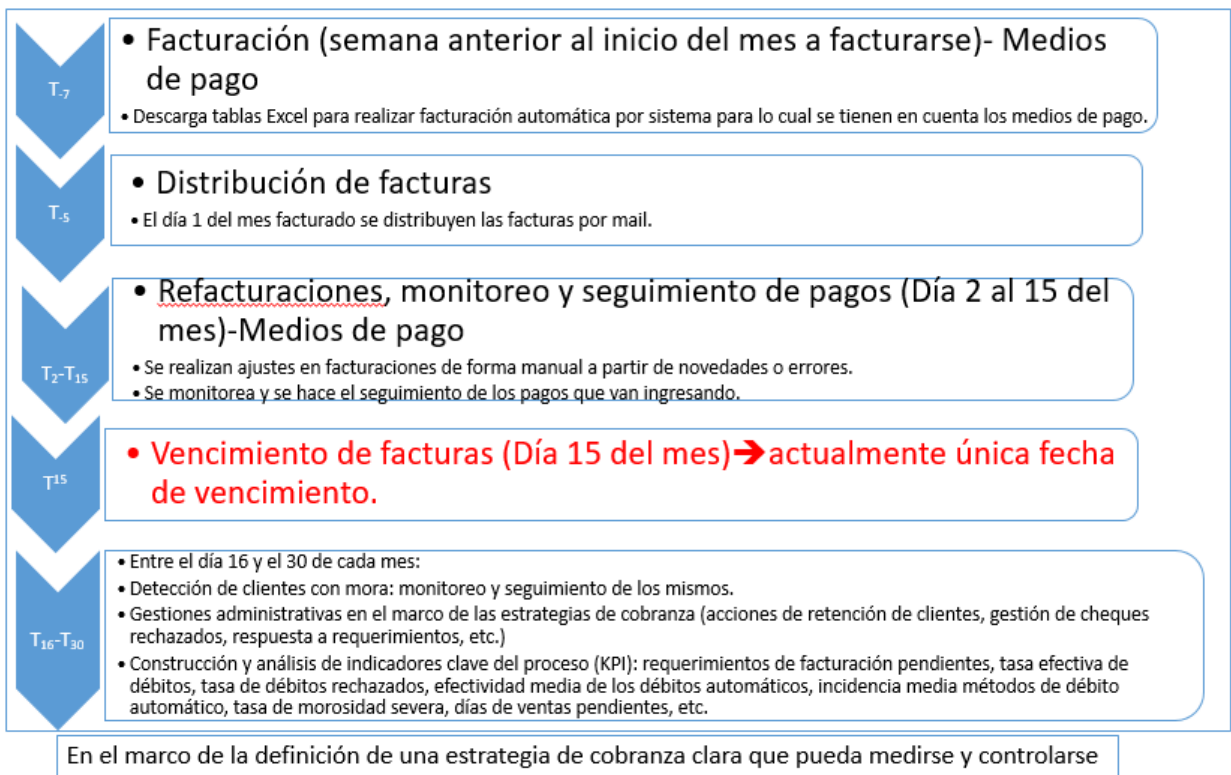 • Facturación (semana anterior al inicio del mes a facturarse)- Medios
de pago
T-7
• Descarga tablas Excel para realizar facturación automática por sistema para lo cual se tienen en cuenta los medios de pago.
• Distribución de facturas
T-5
• El día 1 del mes facturado se distribuyen las facturas por mail.
• Refacturaciones, monitoreo y seguimiento de pagos (Día 2 al 15 del
mes)-Medios de pago
T2-T15
• Se realizan ajustes en facturaciones de forma manual a partir de novedades o errores.
• Se monitorea y se hace el seguimiento de los pagos que van ingresando.
• Vencimiento de facturas (Día 15 del mes)➔actualmente única fecha
de vencimiento.
T15
• Entre el día 16 y el 30 de cada mes:
• Detección de clientes con mora: monitoreo y seguimiento de los mismos.
• Gestiones administrativas en el marco de las estrategias de cobranza (acciones de retención de clientes, gestión de cheques
rechazados, respuesta a requerimientos, etc.)
T16-T30
• Construcción y análisis de indicadores clave del proceso (KPI): requerimientos de facturación pendientes, tasa efectiva de
débitos, tasa de débitos rechazados, efectividad media de los débitos automáticos, incidencia media métodos de débito
automático, tasa de morosidad severa, días de ventas pendientes, etc.
En el marco de la definición de una estrategia de cobranza clara que pueda medirse y controlarse